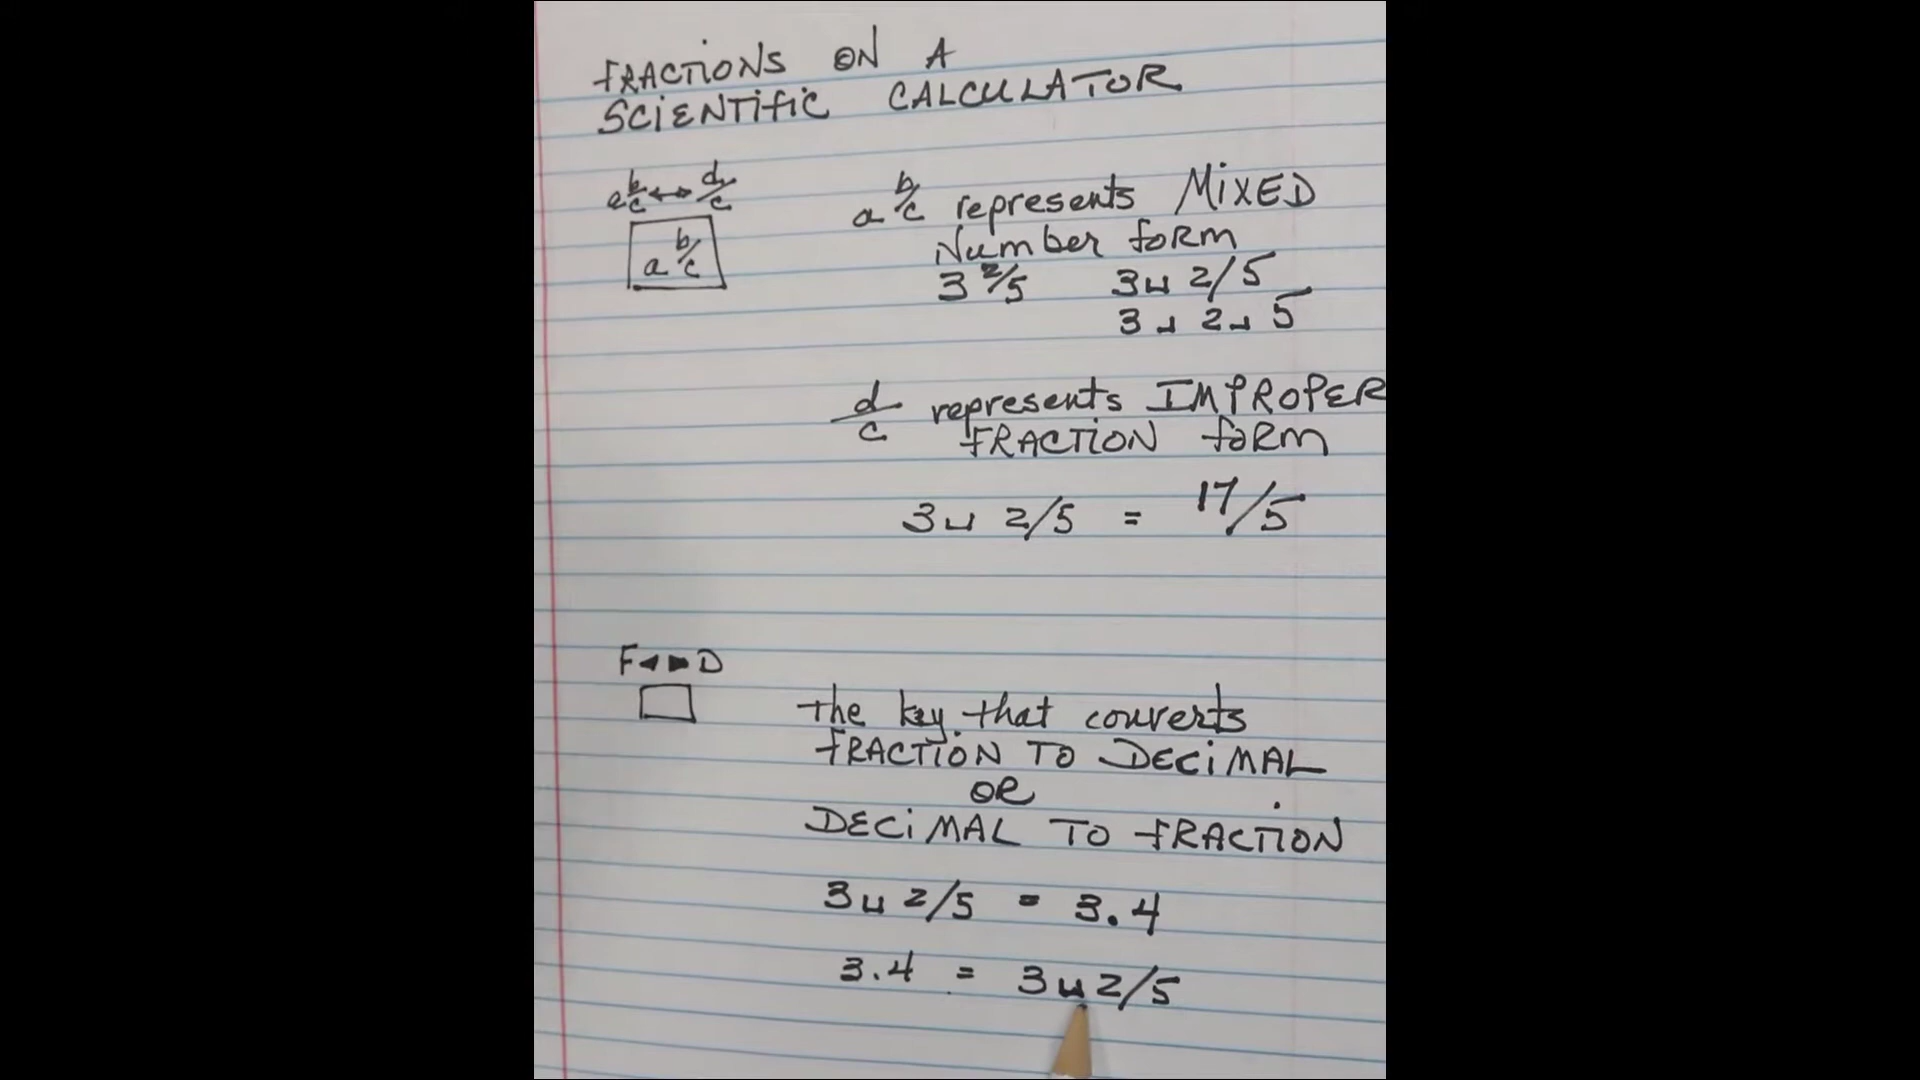 FRACTIONS ON A
SCIENTIFIC CALCULATOR
a b/c ↔ d/c
a b/c
a b/c represents MIXED
Number form
3 2/5 3⊔2/5
3⌟2⌟5
d/c represents IMPROPER
FRACTION form
3⊔2/5 = 17/5
F◄►D
the key that converts
FRACTION TO DECIMAL
OR
DECIMAL TO FRACTION
3⊔2/5 = 3.4
3.4 = 3⊔2/5